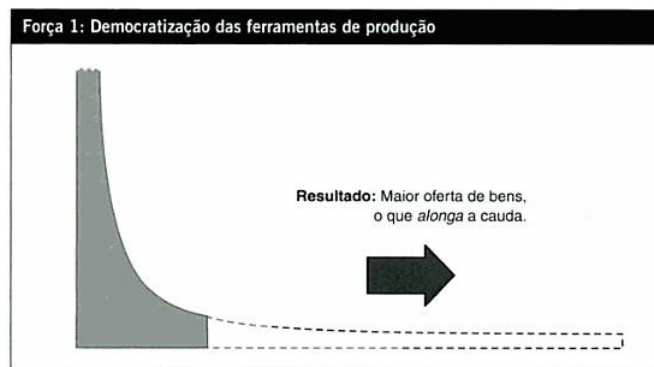 Força 1: Democratização das ferramentas de produção
Resultado: Maior oferta de bens,
o que alonga a cauda.